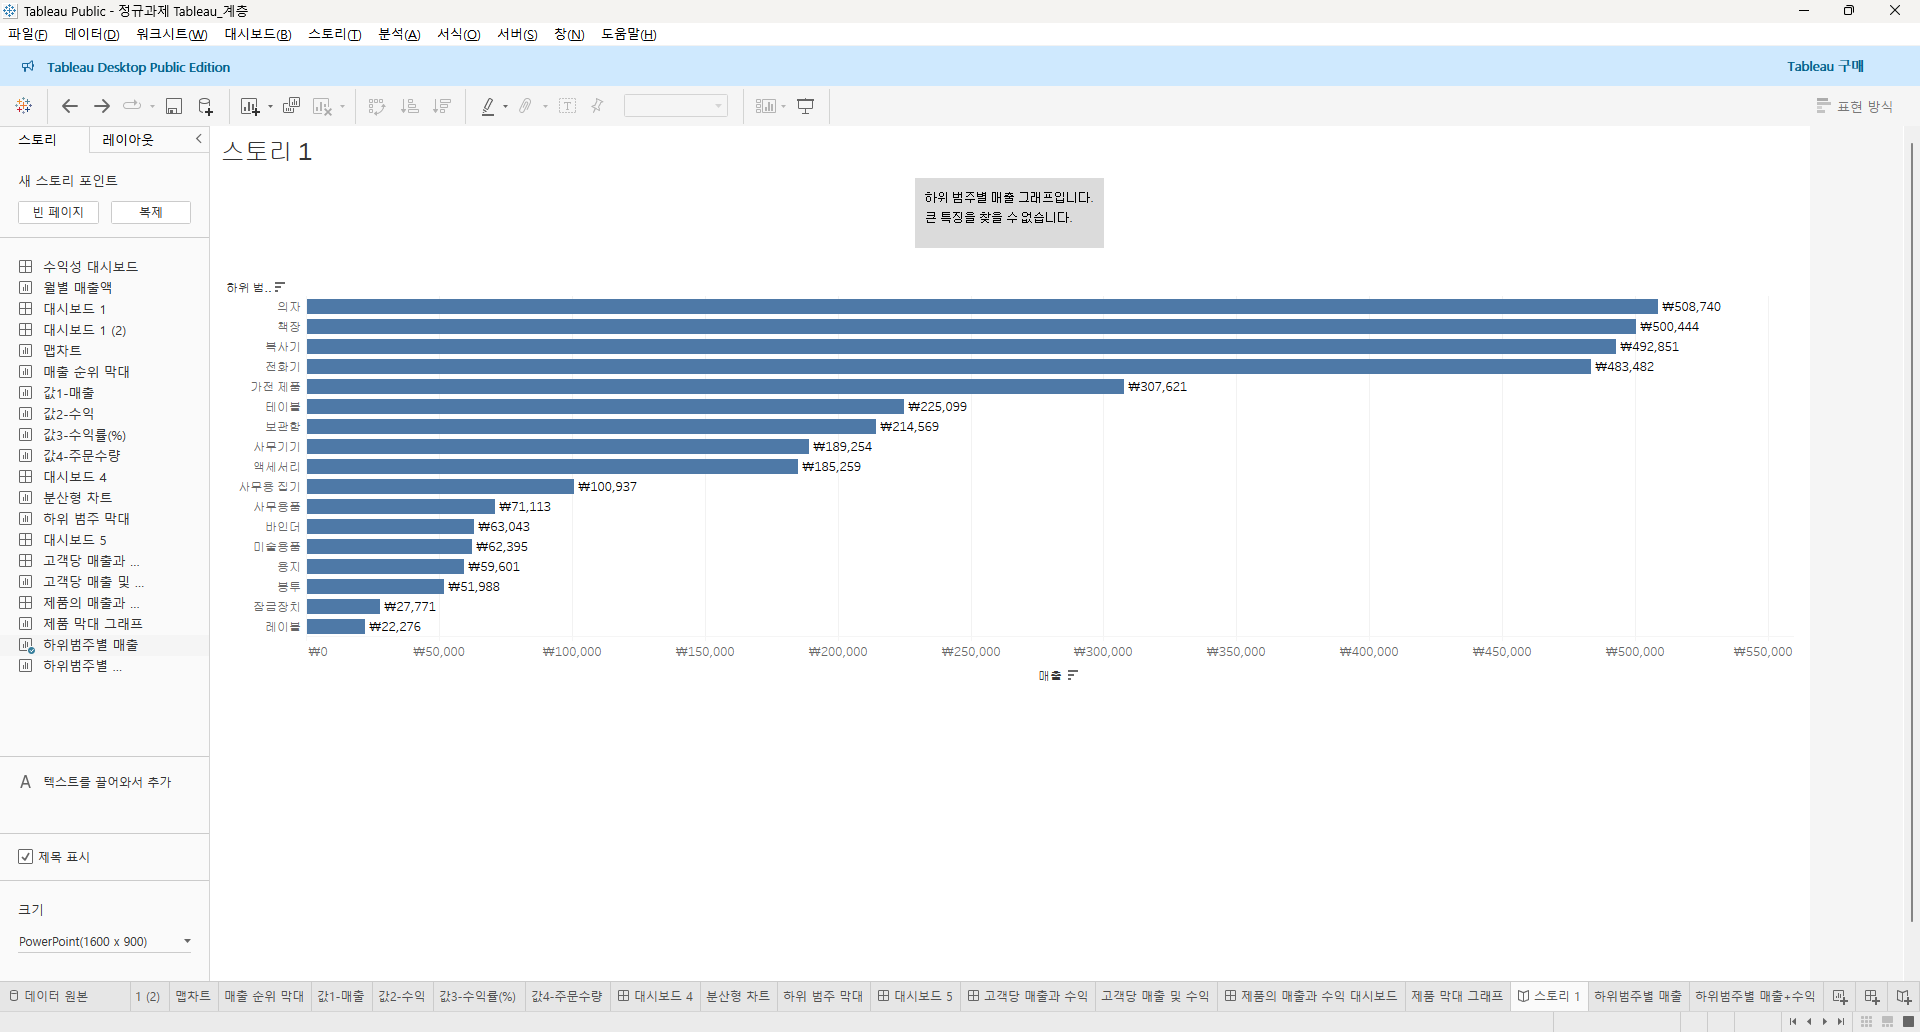 Tableau Public - 정규과제 Tableau_계층
파일(F) 데이터(D) 워크시트(W) 대시보드(B) 스토리(T) 분석(A) 서식(O) 서버(S) 창(N) 도움말(H)
Tableau Desktop Public Edition
Tableau 구매
표현 방식
스토리 레이아웃
새 스토리 포인트
빈 페이지 복제
수익성 대시보드
월별 매출액
대시보드 1
대시보드 1 (2)
맵차트
매출 순위 막대
값1-매출
값2-수익
값3-수익률(%)
값4-주문수량
대시보드 4
분산형 차트
하위 범주 막대
대시보드 5
고객당 매출과 ...
고객당 매출 및 ...
제품의 매출과 ...
제품 막대 그래프
하위범주별 매출
하위범주별 ...
A 텍스트를 끌어와서 추가
제목 표시
크기
PowerPoint(1600 x 900)
스토리 1
하위 범주별 매출 그래프입니다.
큰 특징을 찾을 수 없습니다.
하위 범..
의자 ₩508,740
책장 ₩500,444
복사기 ₩492,851
전화기 ₩483,482
가전 제품 ₩307,621
테이블 ₩225,099
보관함 ₩214,569
사무기기 ₩189,254
액세서리 ₩185,259
사무용 집기 ₩100,937
사무용품 ₩71,113
바인더 ₩63,043
미술용품 ₩62,395
용지 ₩59,601
봉투 ₩51,988
잠금장치 ₩27,771
레이블 ₩22,276
₩0 ₩50,000 ₩100,000 ₩150,000 ₩200,000 ₩250,000 ₩300,000 ₩350,000 ₩400,000 ₩450,000 ₩500,000 ₩550,000
매출
데이터 원본 1 (2) 맵차트 매출 순위 막대 값1-매출 값2-수익 값3-수익률(%) 값4-주문수량 대시보드 4 분산형 차트 하위 범주 막대 대시보드 5 고객당 매출과 수익 고객당 매출 및 수익 제품의 매출과 수익 대시보드 제품 막대 그래프 스토리 1 하위범주별 매출 하위범주별 매출+수익